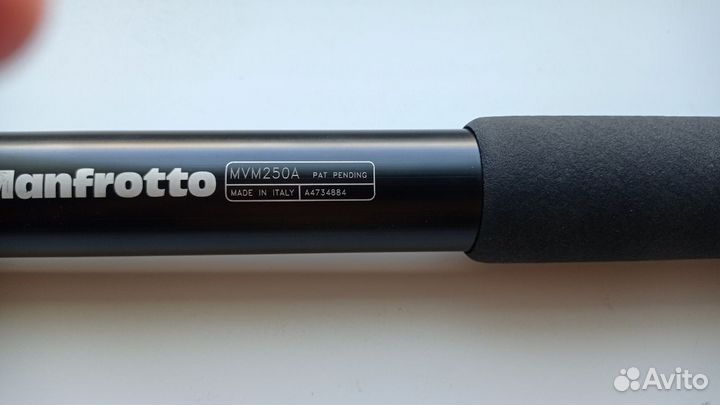 Manfrotto
MVM250A PAT PENDING
MADE IN ITALY A4734884
Avito